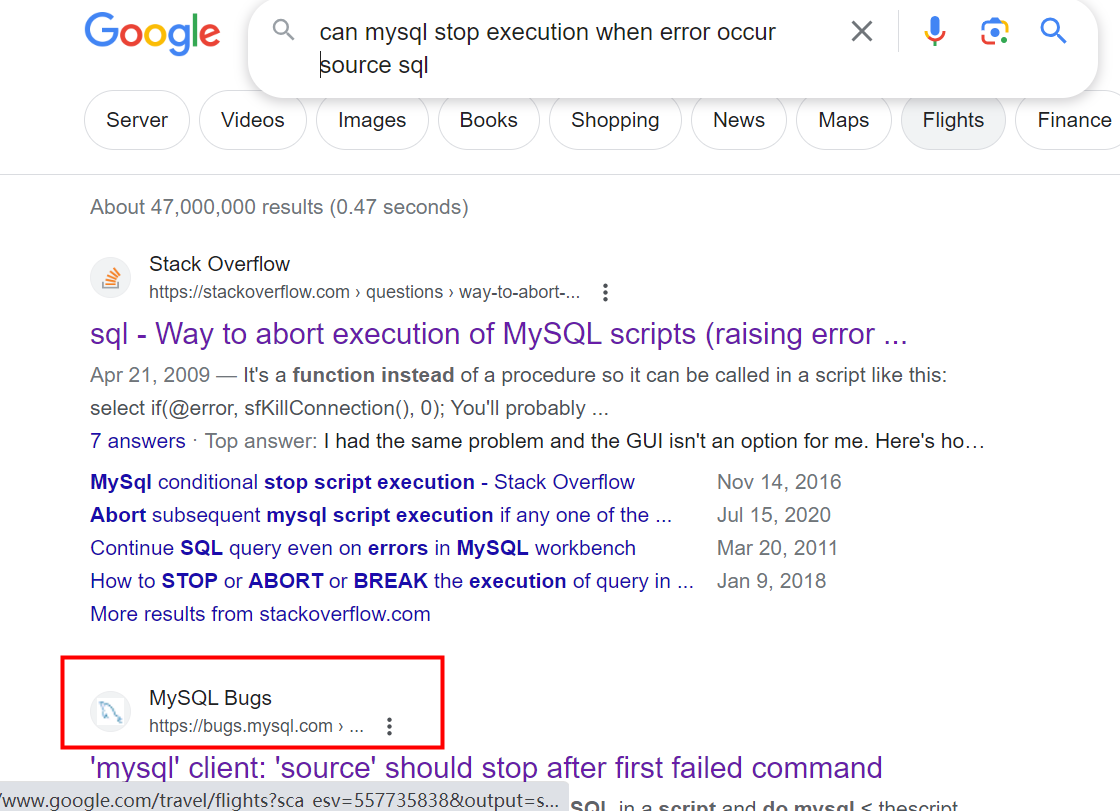 Google
can mysql stop execution when error occur
source sql
Server Videos Images Books Shopping News Maps Flights Finance
About 47,000,000 results (0.47 seconds)
Stack Overflow
https://stackoverflow.com › questions › way-to-abort-...
sql - Way to abort execution of MySQL scripts (raising error ...
Apr 21, 2009 — It's a function instead of a procedure so it can be called in a script like this:
select if(@error, sfKillConnection(), 0); You'll probably ...
7 answers · Top answer: I had the same problem and the GUI isn't an option for me. Here's ho…
MySql conditional stop script execution - Stack Overflow Nov 14, 2016
Abort subsequent mysql script execution if any one of the ... Jul 15, 2020
Continue SQL query even on errors in MySQL workbench Mar 20, 2011
How to STOP or ABORT or BREAK the execution of query in ... Jan 9, 2018
More results from stackoverflow.com
MySQL Bugs
https://bugs.mysql.com › ...
'mysql' client: 'source' should stop after first failed command
/www.google.com/travel/flights?sca_esv=557735838&output=s... SQL, in a script and do mysql < thescript